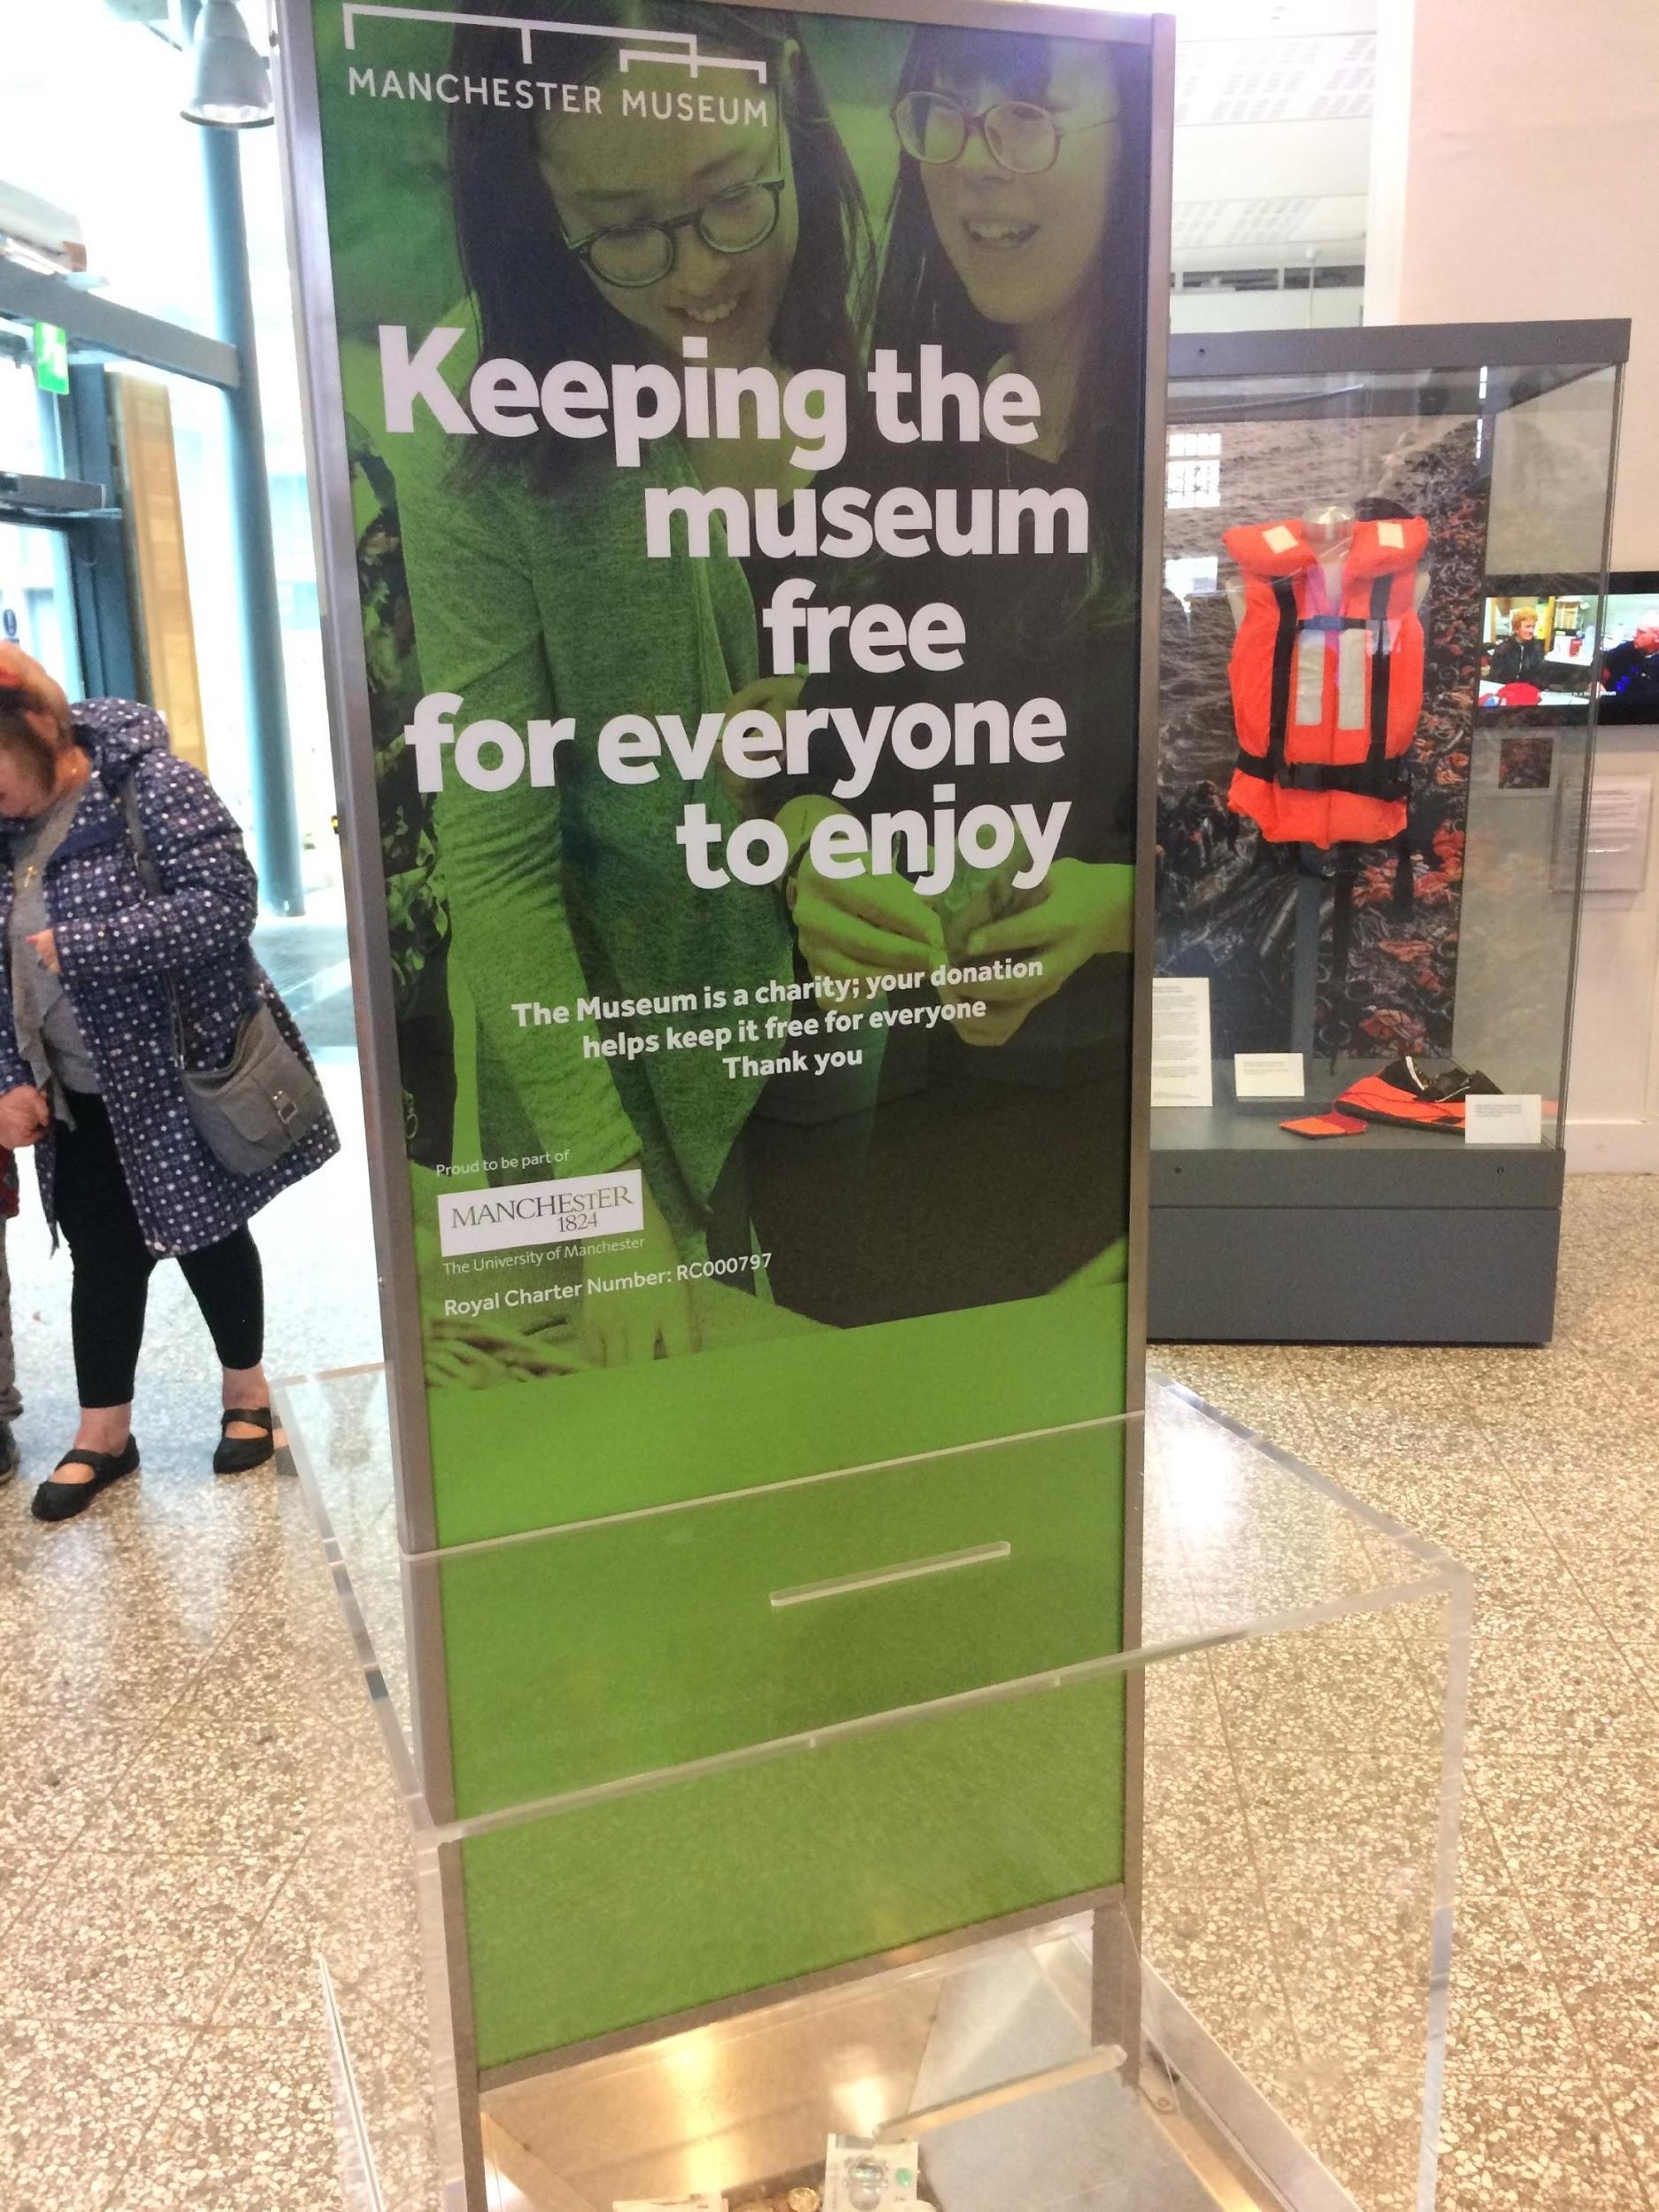 MANCHESTER MUSEUM
Keeping the
museum
free
for everyone
to enjoy
The Museum is a charity; your donation
helps keep it free for everyone
Thank you
Proud to be part of
MANCHESTER
1824
The University of Manchester
Royal Charter Number: RC000797